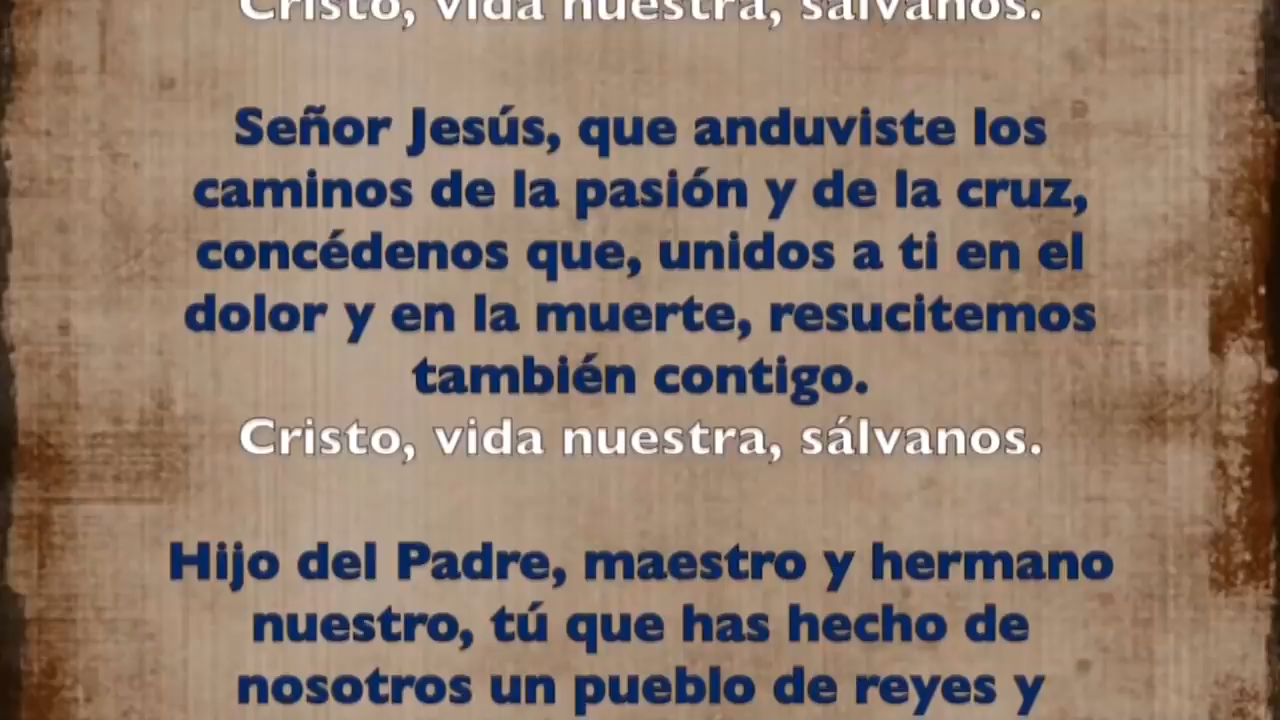 Cristo, vida nuestra, sálvanos.
Señor Jesús, que anduviste los
caminos de la pasión y de la cruz,
concédenos que, unidos a ti en el
dolor y en la muerte, resucitemos
también contigo.
Cristo, vida nuestra, sálvanos.
Hijo del Padre, maestro y hermano
nuestro, tú que has hecho de
nosotros un pueblo de reyes y